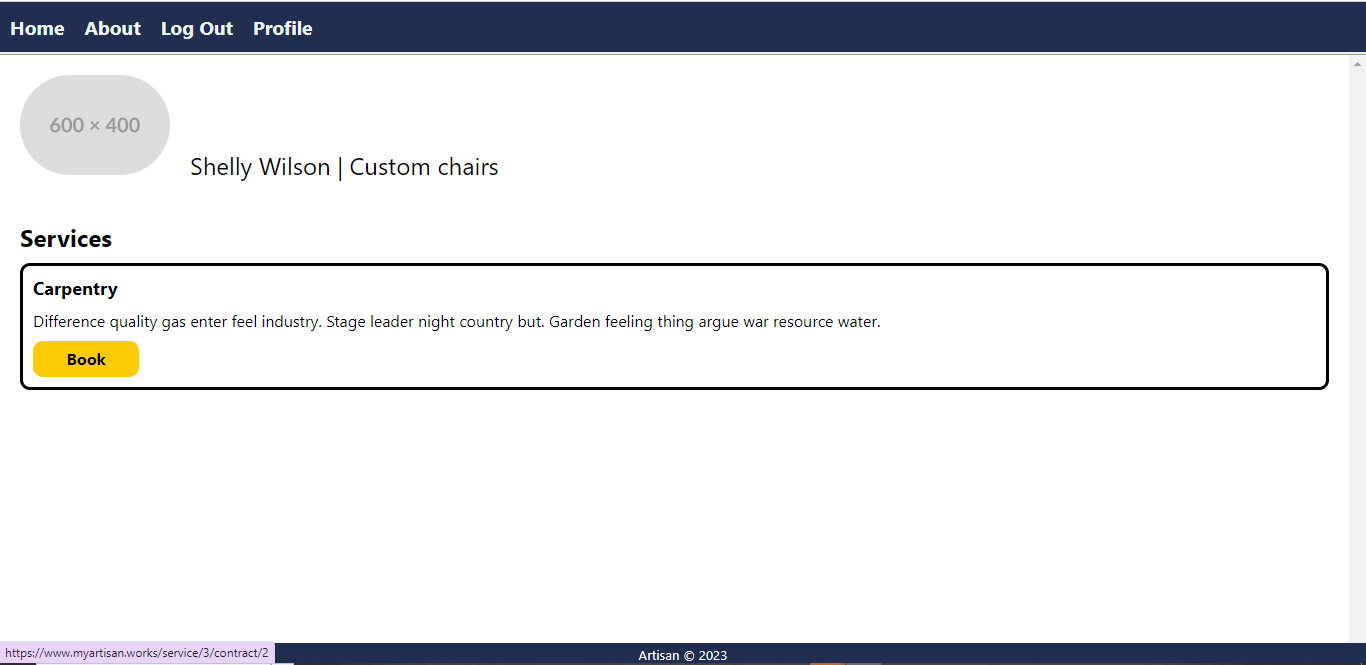 Home About Log Out Profile
600 × 400
Shelly Wilson | Custom chairs
Services
Carpentry
Difference quality gas enter feel industry. Stage leader night country but. Garden feeling thing argue war resource water.
Book
https://www.myartisan.works/service/3/contract/2
Artisan © 2023